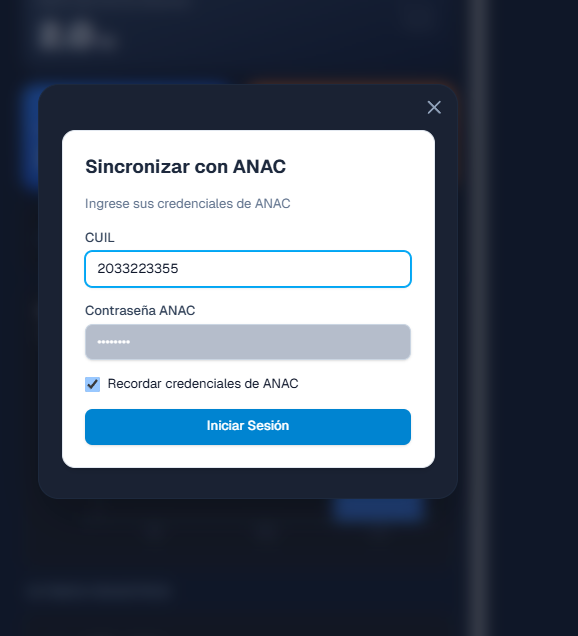 Sincronizar con ANAC
Ingrese sus credenciales de ANAC
CUIL
2033223355
Contraseña ANAC
••••••••
Recordar credenciales de ANAC
Iniciar Sesión